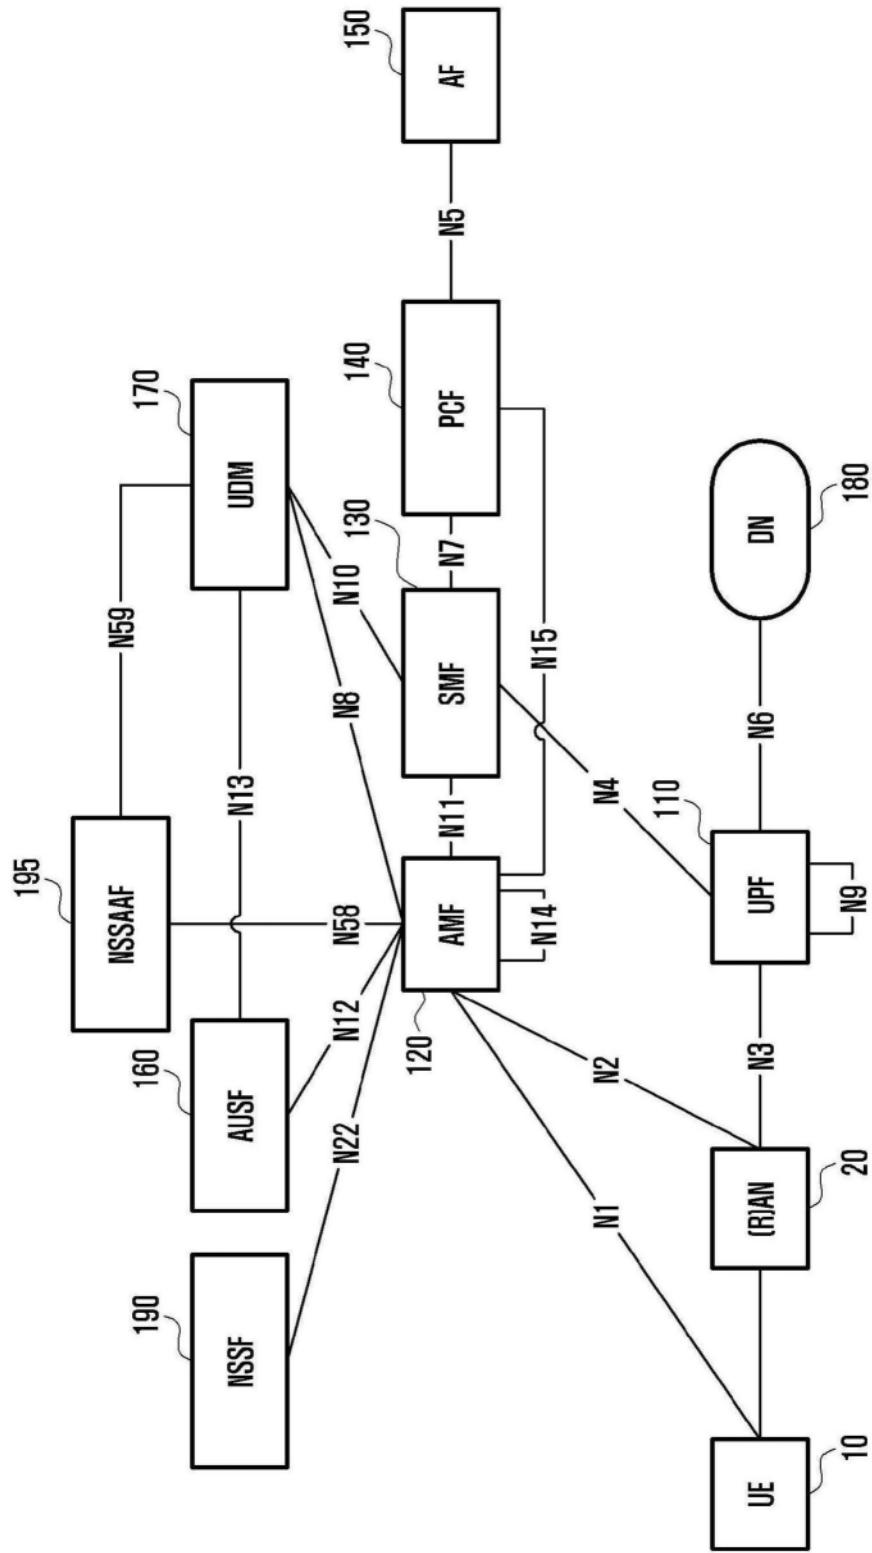 195
NSSAAF
N59
190
160
170
NSSF
AUSF
N13
UDM
N22
N12
N58
N8
N10
120
130
140
150
AMF
N11
SMF
N7
PCF
N5
AF
N14
N15
N1
N2
N4
110
UE
(R)AN
N3
UPF
N6
DN
10
20
N9
180